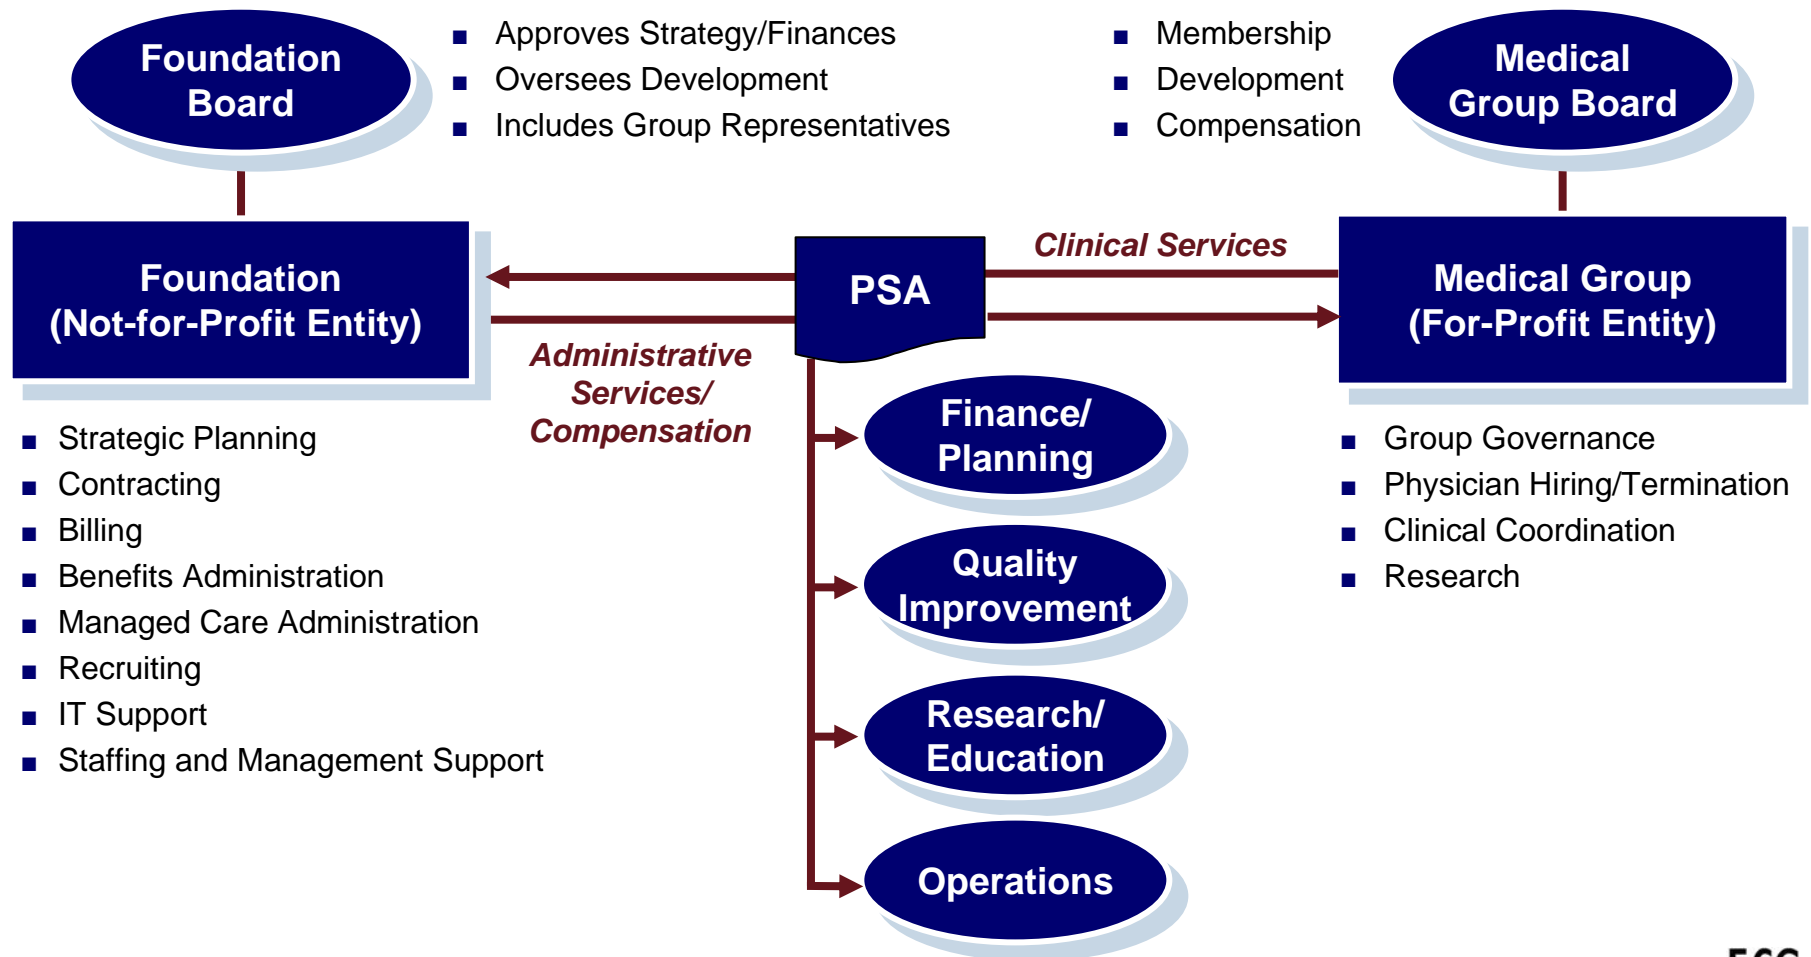 Foundation
Board
■ Approves Strategy/Finances
■ Oversees Development
■ Includes Group Representatives
■ Membership
■ Development
■ Compensation
Medical
Group Board
Foundation
(Not-for-Profit Entity)
PSA
Clinical Services
Medical Group
(For-Profit Entity)
Administrative
Services/
Compensation
■ Strategic Planning
■ Contracting
■ Billing
■ Benefits Administration
■ Managed Care Administration
■ Recruiting
■ IT Support
■ Staffing and Management Support
Finance/
Planning
Quality
Improvement
Research/
Education
Operations
■ Group Governance
■ Physician Hiring/Termination
■ Clinical Coordination
■ Research